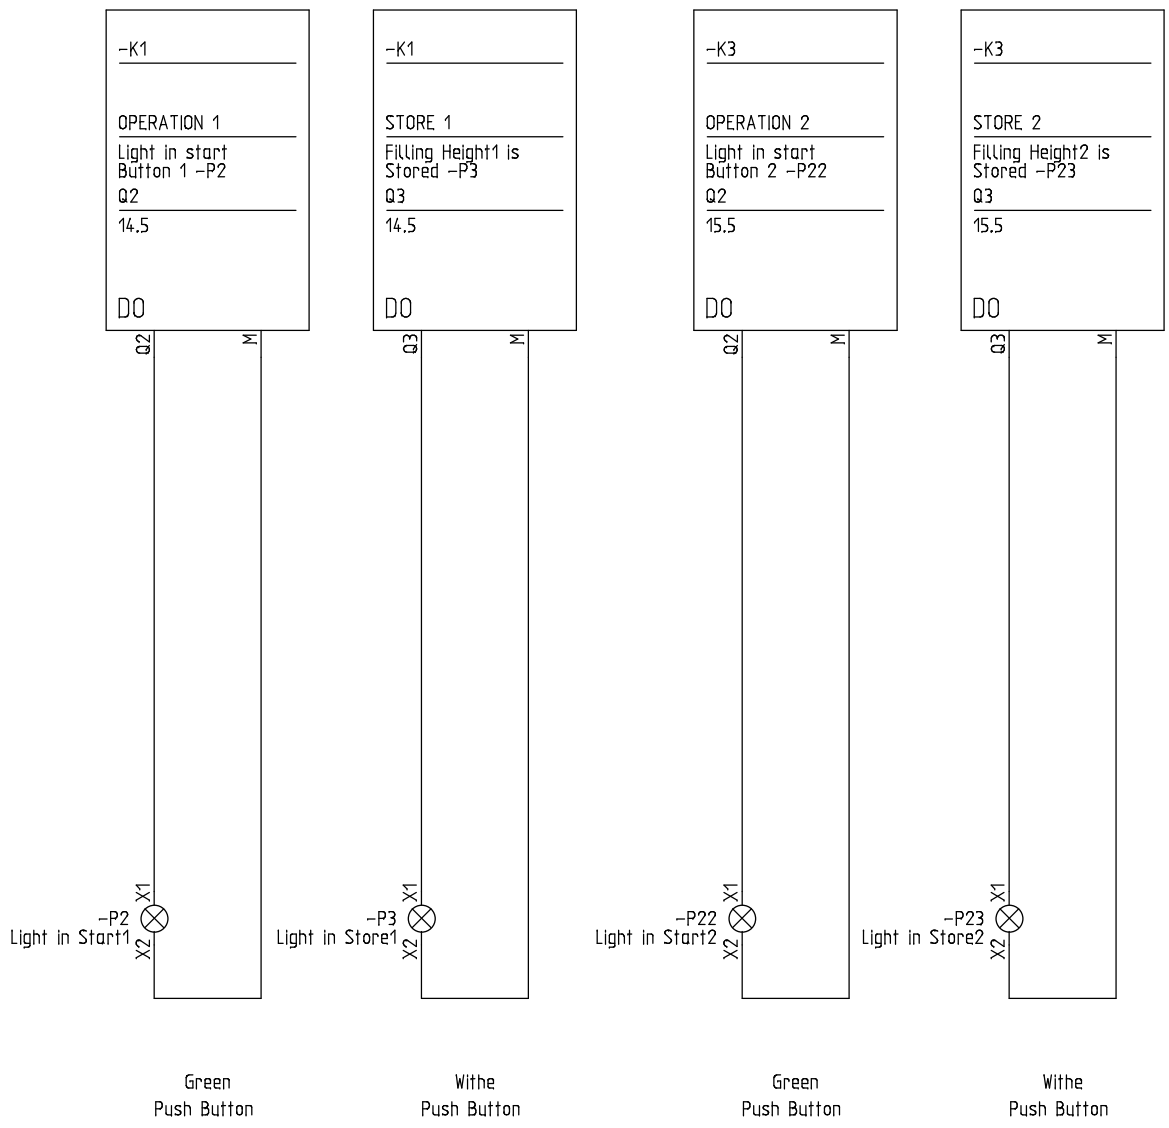 -K1
OPERATION 1
Light in start
Button 1 -P2
Q2
14.5
DO
Q2
M
-K1
STORE 1
Filling Height1 is
Stored -P3
Q3
14.5
DO
Q3
M
-K3
OPERATION 2
Light in start
Button 2 -P22
Q2
15.5
DO
Q2
M
-K3
STORE 2
Filling Height2 is
Stored -P23
Q3
15.5
DO
Q3
M
X1
-P2
Light in Start1
X2
X1
-P3
Light in Store1
X2
X1
-P22
Light in Start2
X2
X1
-P23
Light in Store2
X2
Green
Push Button
Withe
Push Button
Green
Push Button
Withe
Push Button